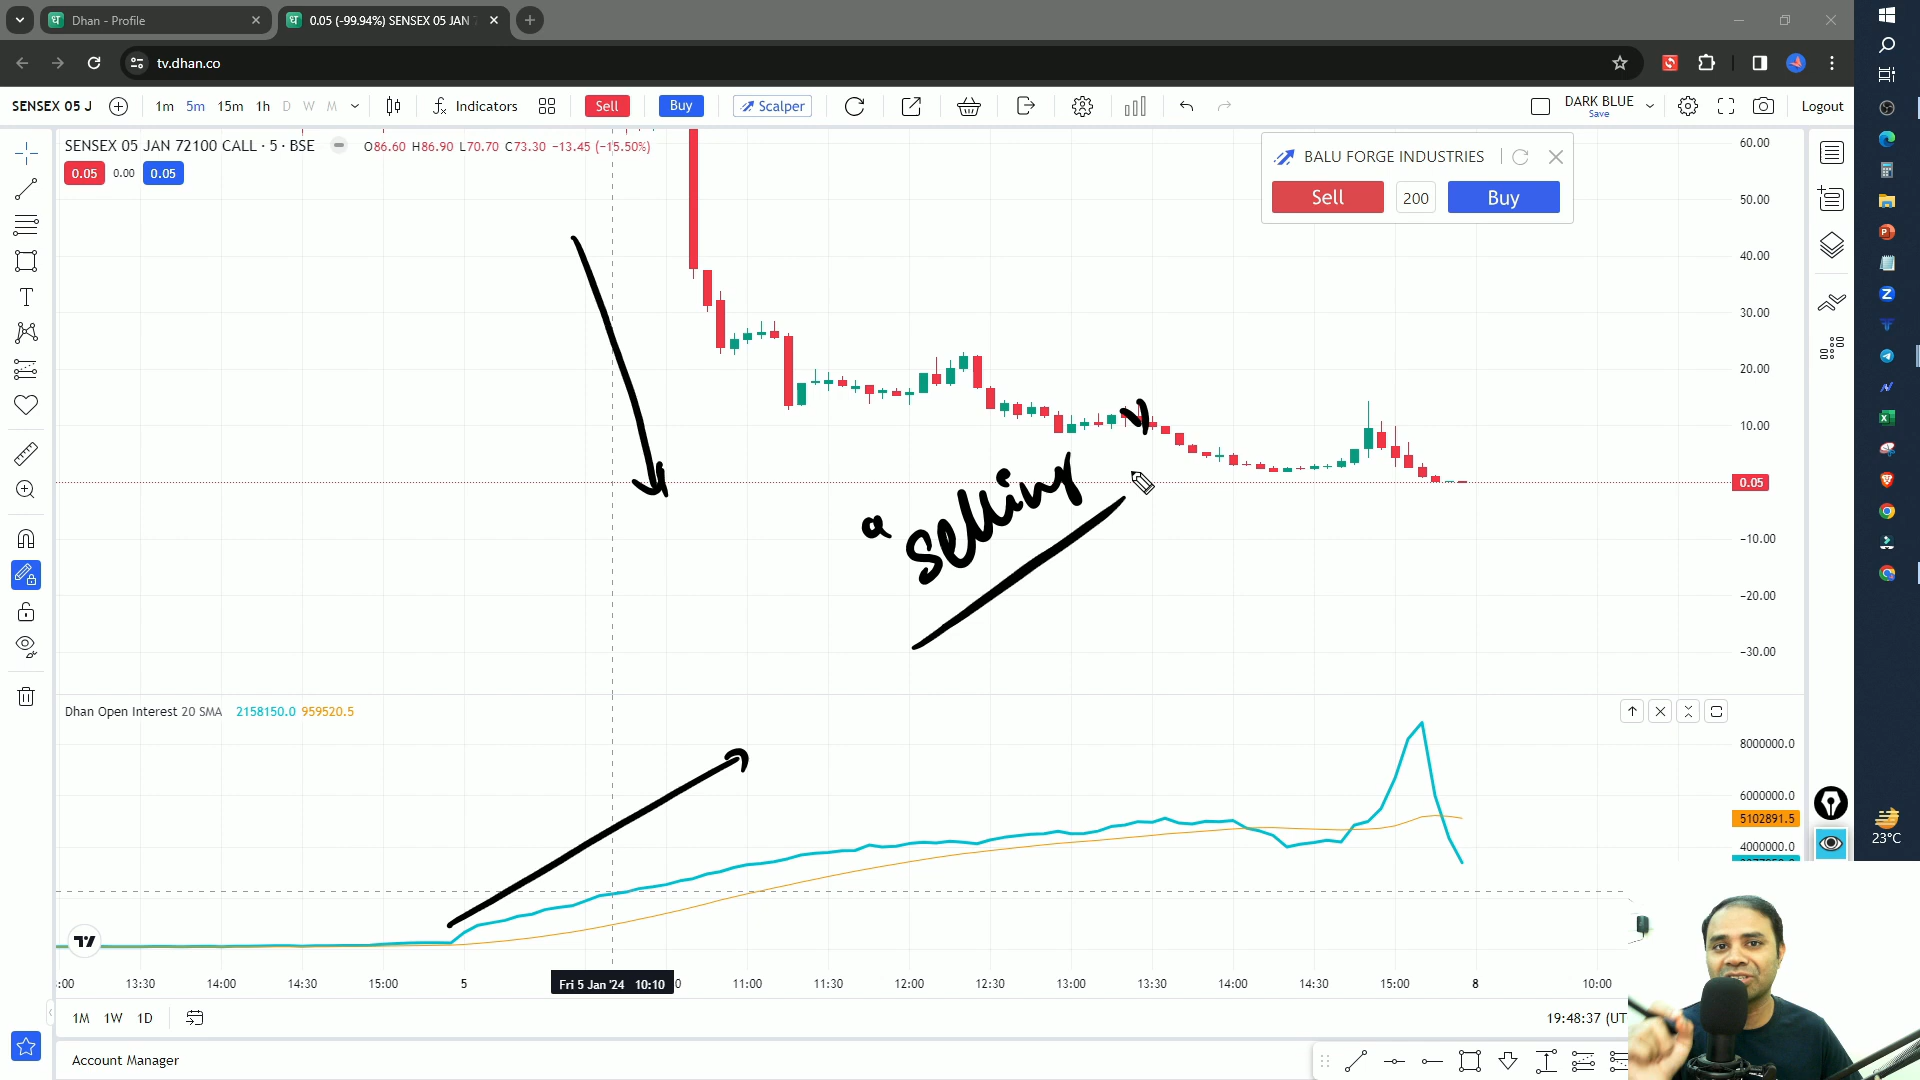 Dhan - Profile
0.05 (-99.94%) SENSEX 05 JAN
tv.dhan.co
SENSEX 05 J
1m 5m 15m 1h D W M
Indicators
Sell
Buy
Scalper
DARK BLUE
Save
Logout
SENSEX 05 JAN 72100 CALL · 5 · BSE
O86.60 H86.90 L70.70 C73.30 −13.45 (−15.50%)
0.05 0.00 0.05
BALU FORGE INDUSTRIES
Sell 200 Buy
60.00
50.00
40.00
30.00
20.00
10.00
0.05
−10.00
−20.00
−30.00
a selling
Dhan Open Interest 20 SMA 2158150.0 959520.5
8000000.0
6000000.0
5102891.5
4000000.0
:00 13:30 14:00 14:30 15:00 5 Fri 5 Jan '24 10:10 11:00 11:30 12:00 12:30 13:00 13:30 14:00 14:30 15:00 8 10:00
1M 1W 1D
19:48:37 (UT
Account Manager
23°C